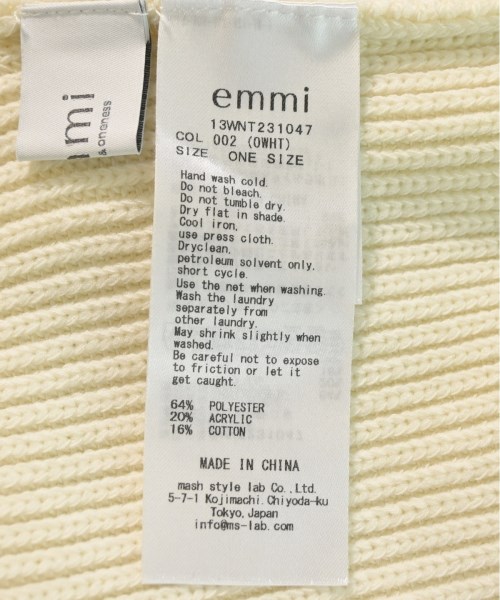 emmi
13WNT231047
COL 002 (OWHT)
SIZE ONE SIZE
Hand wash cold.
Do not bleach.
Do not tumble dry.
Dry flat in shade.
Cool iron,
use press cloth.
Dryclean,
petroleum solvent only.
short cycle.
Use the net when washing.
Wash the laundry
separately from
other laundry.
May shrink slightly when
washed.
Be careful not to expose
to friction or let it
get caught.
64% POLYESTER
20% ACRYLIC
16% COTTON
MADE IN CHINA
mash style lab Co.,Ltd.
5-7-1 Kojimachi.Chiyoda-ku
Tokyo,Japan
info@ms-lab.com